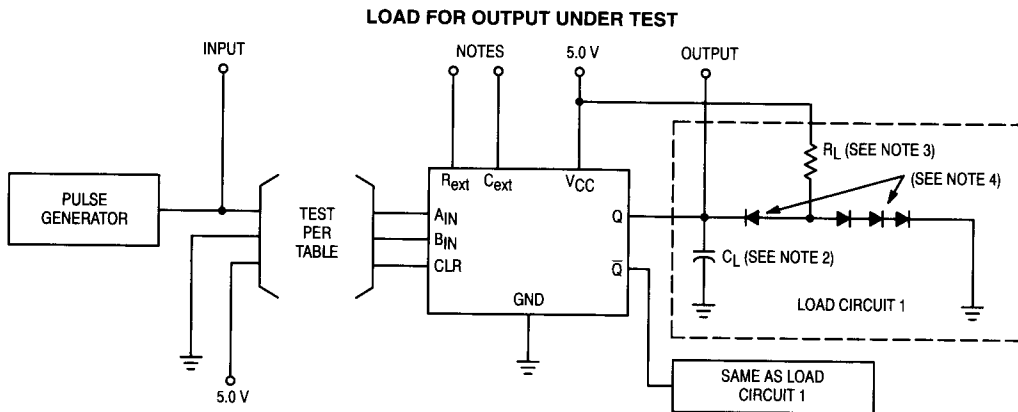 LOAD FOR OUTPUT UNDER TEST
INPUT
NOTES
5.0 V
OUTPUT
PULSE
GENERATOR
TEST
PER
TABLE
5.0 V
Rext
Cext
VCC
AIN
BIN
CLR
Q
Q̅
GND
RL (SEE NOTE 3)
(SEE NOTE 4)
CL (SEE NOTE 2)
LOAD CIRCUIT 1
SAME AS LOAD
CIRCUIT 1